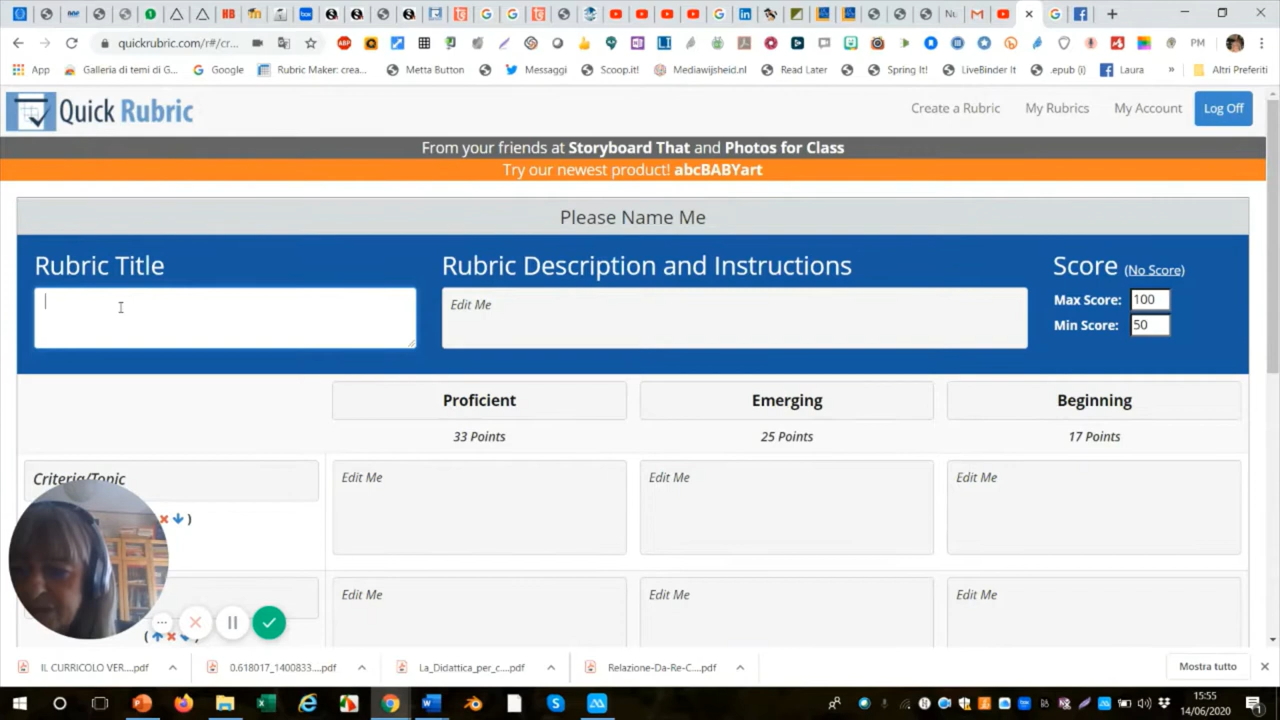 quickrubric.com/r#/cr...
PM
App
Galleria di temi di G...
Google
Rubric Maker: crea...
Metta Button
Messaggi
Scoop.it!
Mediawijsheid.nl
Read Later
Spring It!
LiveBinder It
.epub (i)
Laura
»
Altri Preferiti
Quick Rubric
Create a Rubric
My Rubrics
My Account
Log Off
From your friends at Storyboard That and Photos for Class
Try our newest product! abcBABYart
Please Name Me
Rubric Title
Rubric Description and Instructions
Score (No Score)
Edit Me
Max Score: 100
Min Score: 50
Proficient
Emerging
Beginning
33 Points
25 Points
17 Points
Criteria/Topic
Edit Me
Edit Me
Edit Me
Edit Me
Edit Me
Edit Me
IL CURRICOLO VER....pdf
0.618017_1400833....pdf
La_Didattica_per_c....pdf
Relazione-Da-Re-C....pdf
Mostra tutto
15:55
14/06/2020